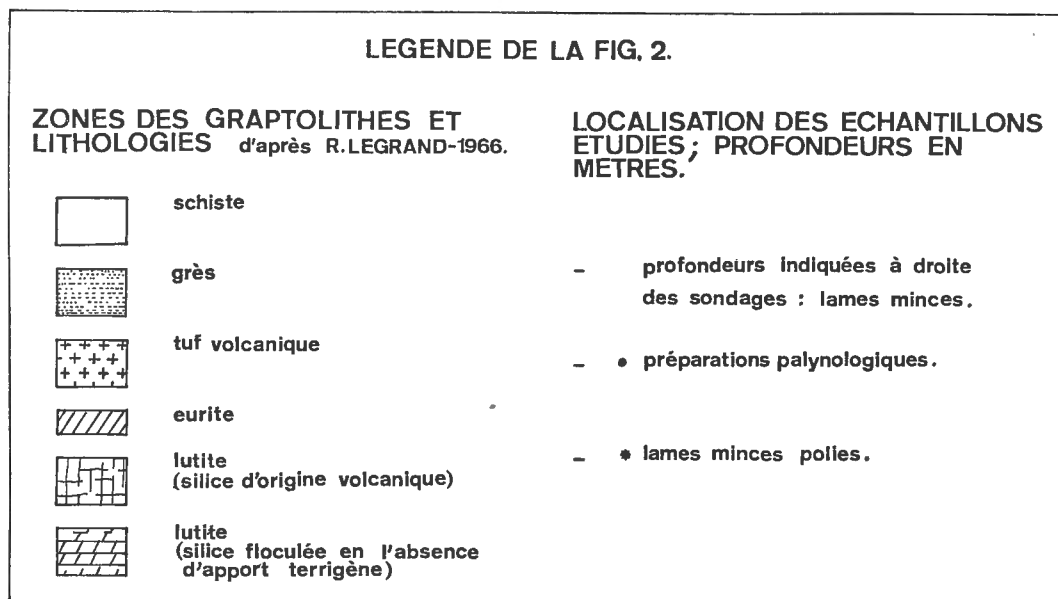 LEGENDE DE LA FIG. 2.
ZONES DES GRAPTOLITHES ET
LITHOLOGIES d'après R.LEGRAND-1966.
schiste
grès
tuf volcanique
eurite
lutite
(silice d'origine volcanique)
lutite
(silice floculée en l'absence
d'apport terrigène)
LOCALISATION DES ECHANTILLONS
ETUDIES; PROFONDEURS EN
METRES.
– profondeurs indiquées à droite
des sondages : lames minces.
– • préparations palynologiques.
– * lames minces polies.